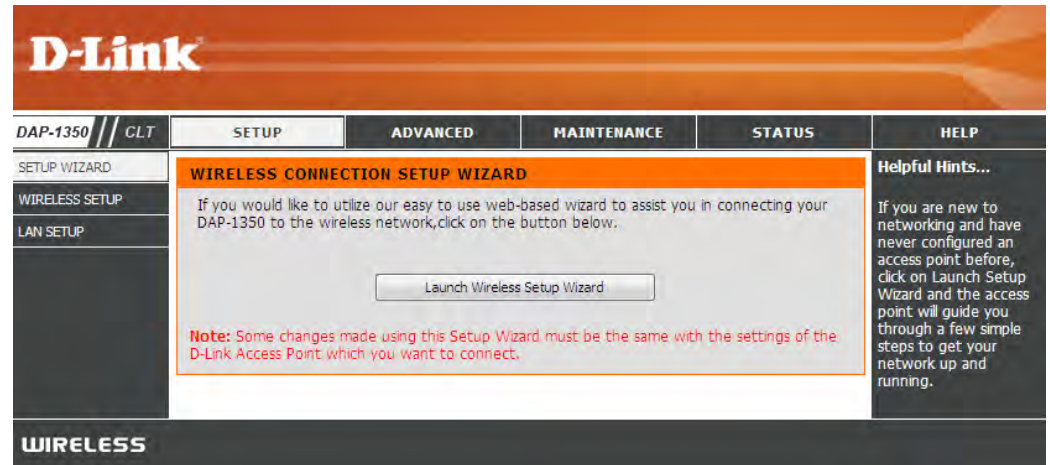 D-Link
DAP-1350 // CLT
SETUP
ADVANCED
MAINTENANCE
STATUS
HELP
SETUP WIZARD
WIRELESS SETUP
LAN SETUP
WIRELESS CONNECTION SETUP WIZARD
If you would like to utilize our easy to use web-based wizard to assist you in connecting your
DAP-1350 to the wireless network,click on the button below.
Launch Wireless Setup Wizard
Note: Some changes made using this Setup Wizard must be the same with the settings of the
D-Link Access Point which you want to connect.
Helpful Hints...
If you are new to
networking and have
never configured an
access point before,
click on Launch Setup
Wizard and the access
point will guide you
through a few simple
steps to get your
network up and
running.
WIRELESS